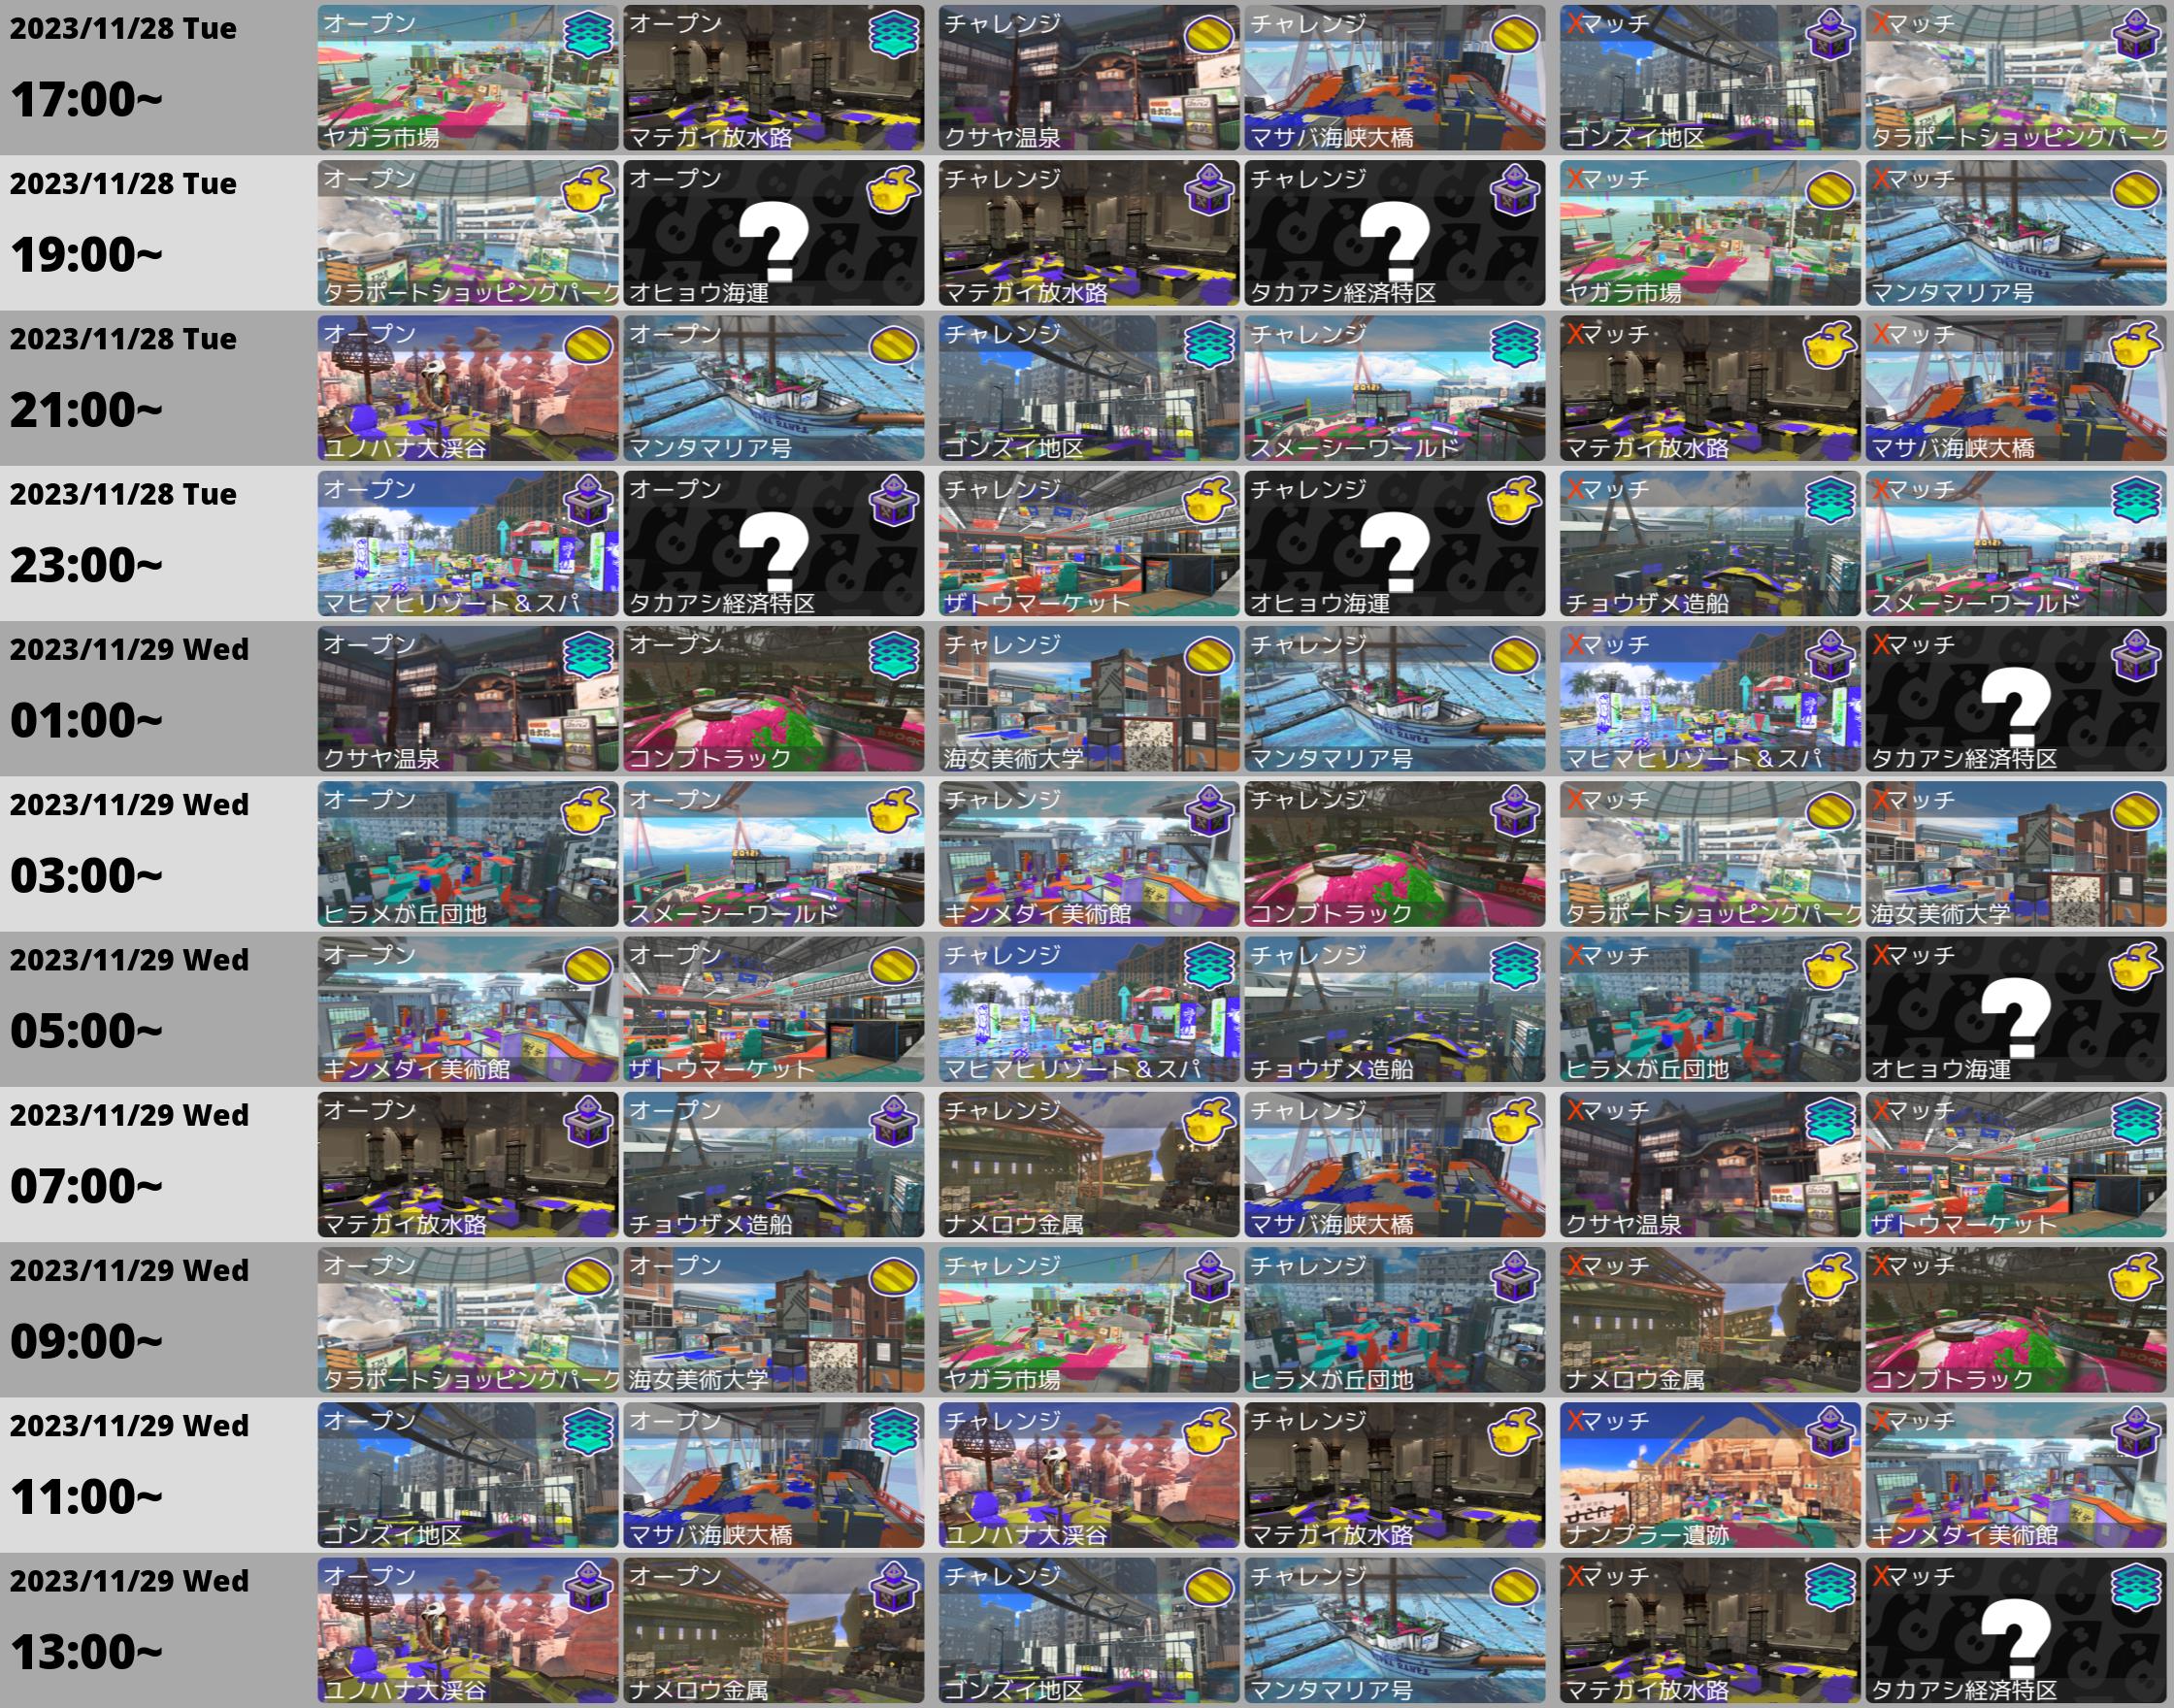 2023/11/28 Tue
17:00~
オープン
ヤガラ市場
オープン
マテガイ放水路
チャレンジ
クサヤ温泉
チャレンジ
マサバ海峡大橋
Xマッチ
ゴンズイ地区
Xマッチ
タラポートショッピングパーク
2023/11/28 Tue
19:00~
オープン
タラポートショッピングパーク
オープン
?
オヒョウ海運
チャレンジ
マテガイ放水路
チャレンジ
?
タカアシ経済特区
Xマッチ
ヤガラ市場
Xマッチ
マンタマリア号
2023/11/28 Tue
21:00~
オープン
ユノハナ大渓谷
オープン
マンタマリア号
チャレンジ
ゴンズイ地区
チャレンジ
スメーシーワールド
Xマッチ
マテガイ放水路
Xマッチ
マサバ海峡大橋
2023/11/28 Tue
23:00~
オープン
マヒマヒリゾート＆スパ
オープン
?
タカアシ経済特区
チャレンジ
ザトウマーケット
チャレンジ
?
オヒョウ海運
Xマッチ
チョウザメ造船
Xマッチ
スメーシーワールド
2023/11/29 Wed
01:00~
オープン
クサヤ温泉
オープン
コンブトラック
チャレンジ
海女美術大学
チャレンジ
マンタマリア号
Xマッチ
マヒマヒリゾート＆スパ
Xマッチ
?
タカアシ経済特区
2023/11/29 Wed
03:00~
オープン
ヒラメが丘団地
オープン
スメーシーワールド
チャレンジ
キンメダイ美術館
チャレンジ
コンブトラック
Xマッチ
タラポートショッピングパーク
Xマッチ
海女美術大学
2023/11/29 Wed
05:00~
オープン
キンメダイ美術館
オープン
ザトウマーケット
チャレンジ
マヒマヒリゾート＆スパ
チャレンジ
チョウザメ造船
Xマッチ
ヒラメが丘団地
Xマッチ
?
オヒョウ海運
2023/11/29 Wed
07:00~
オープン
マテガイ放水路
オープン
チョウザメ造船
チャレンジ
ナメロウ金属
チャレンジ
マサバ海峡大橋
Xマッチ
クサヤ温泉
Xマッチ
ザトウマーケット
2023/11/29 Wed
09:00~
オープン
タラポートショッピングパーク
オープン
海女美術大学
チャレンジ
ヤガラ市場
チャレンジ
ヒラメが丘団地
Xマッチ
ナメロウ金属
Xマッチ
コンブトラック
2023/11/29 Wed
11:00~
オープン
ゴンズイ地区
オープン
マサバ海峡大橋
チャレンジ
ユノハナ大渓谷
チャレンジ
マテガイ放水路
Xマッチ
ナンプラー遺跡
Xマッチ
キンメダイ美術館
2023/11/29 Wed
13:00~
オープン
ユノハナ大渓谷
オープン
ナメロウ金属
チャレンジ
ゴンズイ地区
チャレンジ
マンタマリア号
Xマッチ
マテガイ放水路
Xマッチ
?
タカアシ経済特区